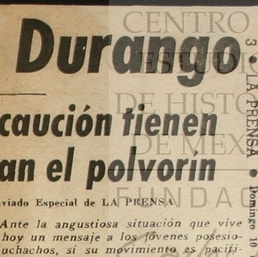 Durango
caución tienen
an el polvorín
viado Especial de LA PRENSA
Ante la angustiosa situación que vive
hoy un mensaje a los jóvenes posesio-
uchachos, si su movimiento es pacífi-
3 • LA PRENSA • Domingo 10
CENTRO
ESTUDI
DE HISTO
DE MEX
FUNDAC